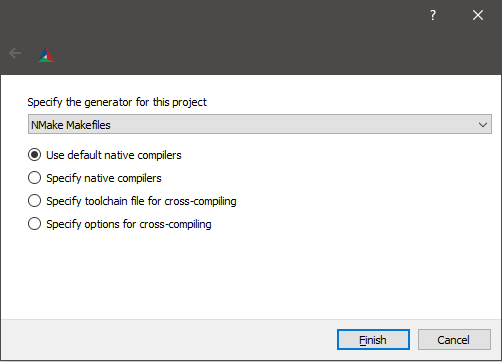 ?
Specify the generator for this project
NMake Makefiles
Use default native compilers
Specify native compilers
Specify toolchain file for cross-compiling
Specify options for cross-compiling
Finish
Cancel